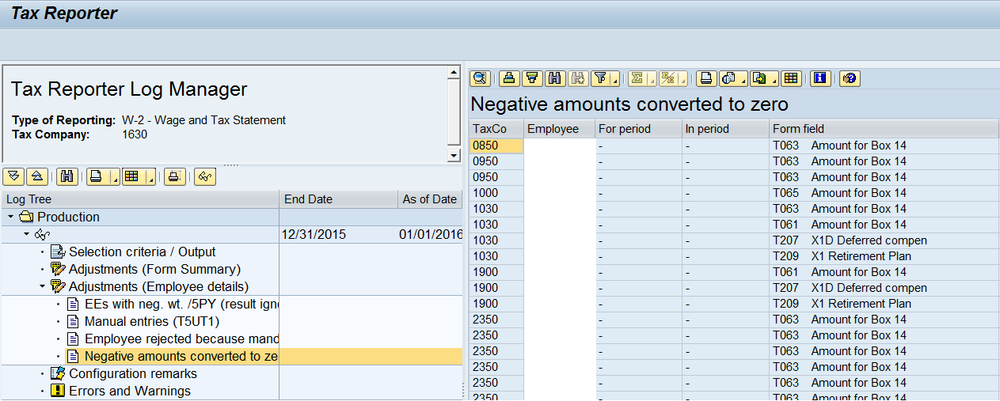 Tax Reporter
Tax Reporter Log Manager
Type of Reporting: W-2 - Wage and Tax Statement
Tax Company: 1630
Log Tree End Date As of Date
Production
12/31/2015 01/01/2016
Selection criteria / Output
Adjustments (Form Summary)
Adjustments (Employee details)
EEs with neg. wt. /5PY (result ign
Manual entries (T5UT1)
Employee rejected because mand
Negative amounts converted to ze
Configuration remarks
Errors and Warnings
Negative amounts converted to zero
TaxCo Employee For period In period Form field
0850 - - T063 Amount for Box 14
0950 - - T063 Amount for Box 14
0950 - - T063 Amount for Box 14
1000 - - T065 Amount for Box 14
1030 - - T063 Amount for Box 14
1030 - - T061 Amount for Box 14
1030 - - T207 X1D Deferred compen
1030 - - T209 X1 Retirement Plan
1900 - - T061 Amount for Box 14
1900 - - T207 X1D Deferred compen
1900 - - T209 X1 Retirement Plan
2350 - - T063 Amount for Box 14
2350 - - T063 Amount for Box 14
2350 - - T063 Amount for Box 14
2350 - - T063 Amount for Box 14
2350 - - T063 Amount for Box 14
2350 - - T063 Amount for Box 14